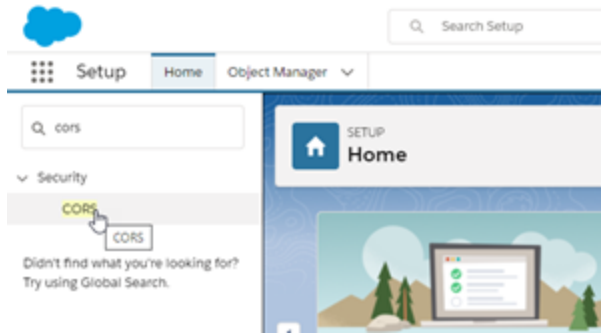 Search Setup
Setup Home Object Manager
cors
SETUP
Home
Security
CORS
CORS
Didn't find what you're looking for?
Try using Global Search.